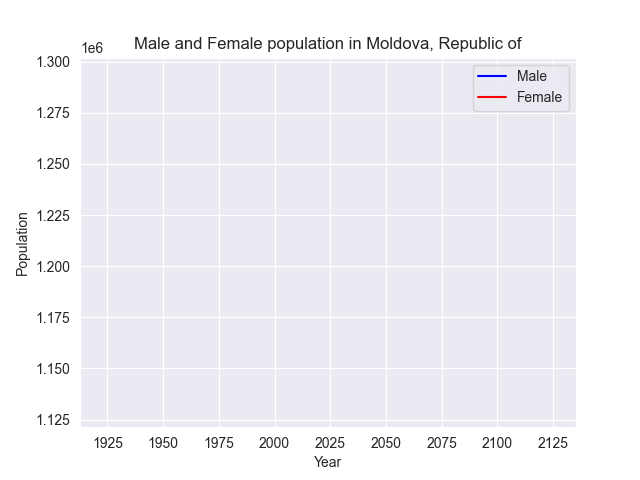 Male and Female population in Moldova, Republic of
1e6
1.300
1.275
1.250
1.225
1.200
1.175
1.150
1.125
Population
Male
Female
1925 1950 1975 2000 2025 2050 2075 2100 2125
Year